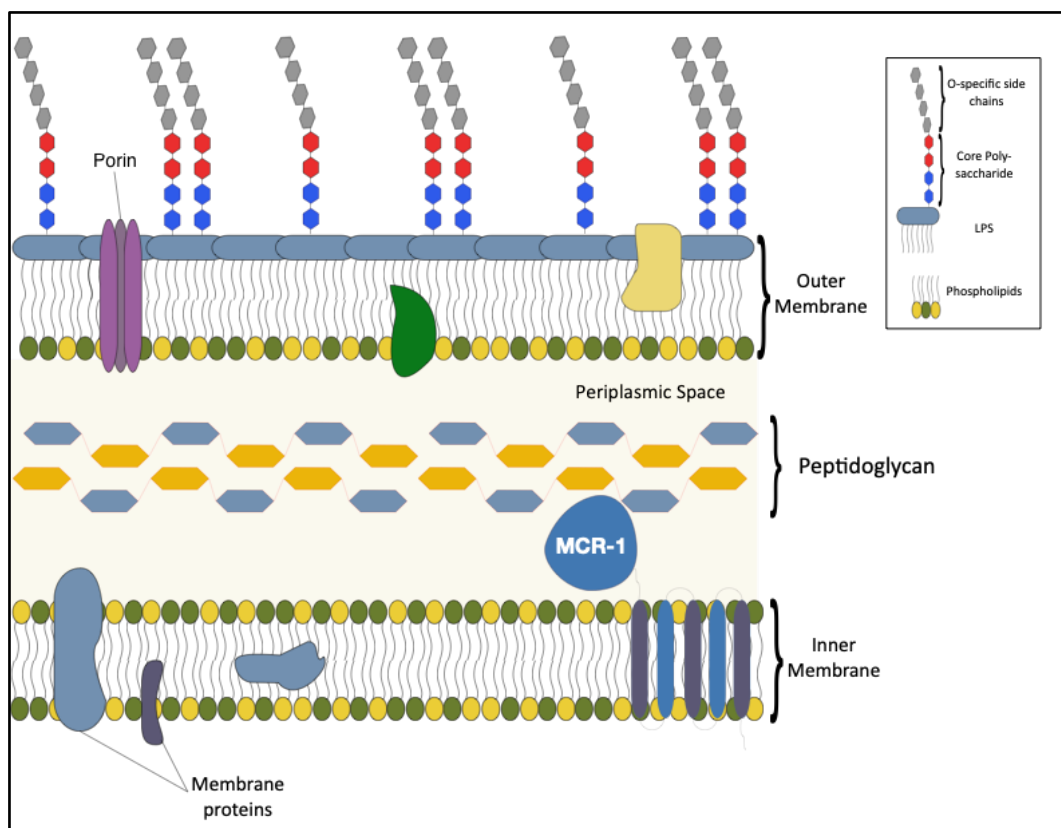 O-specific side
chains
Core Poly-
saccharide
LPS
Phospholipids
Porin
Outer
Membrane
Periplasmic Space
Peptidoglycan
MCR-1
Inner
Membrane
Membrane
proteins